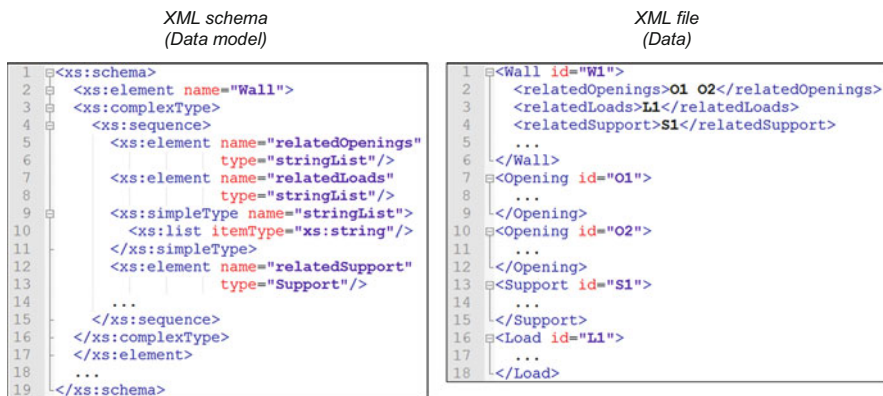 XML schema
(Data model)
1 <xs:schema>
2 <xs:element name="Wall">
3 <xs:complexType>
4 <xs:sequence>
5 <xs:element name="relatedOpenings"
6 type="stringList"/>
7 <xs:element name="relatedLoads"
8 type="stringList"/>
9 <xs:simpleType name="stringList">
10 <xs:list itemType="xs:string"/>
11 </xs:simpleType>
12 <xs:element name="relatedSupport"
13 type="Support"/>
14 ...
15 </xs:sequence>
16 </xs:complexType>
17 </xs:element>
18 ...
19 </xs:schema>
XML file
(Data)
1 <Wall id="W1">
2 <relatedOpenings>O1 O2</relatedOpenings>
3 <relatedLoads>L1</relatedLoads>
4 <relatedSupport>S1</relatedSupport>
5 ...
6 </Wall>
7 <Opening id="O1">
8 ...
9 </Opening>
10 <Opening id="O2">
11 ...
12 </Opening>
13 <Support id="S1">
14 ...
15 </Support>
16 <Load id="L1">
17 ...
18 </Load>